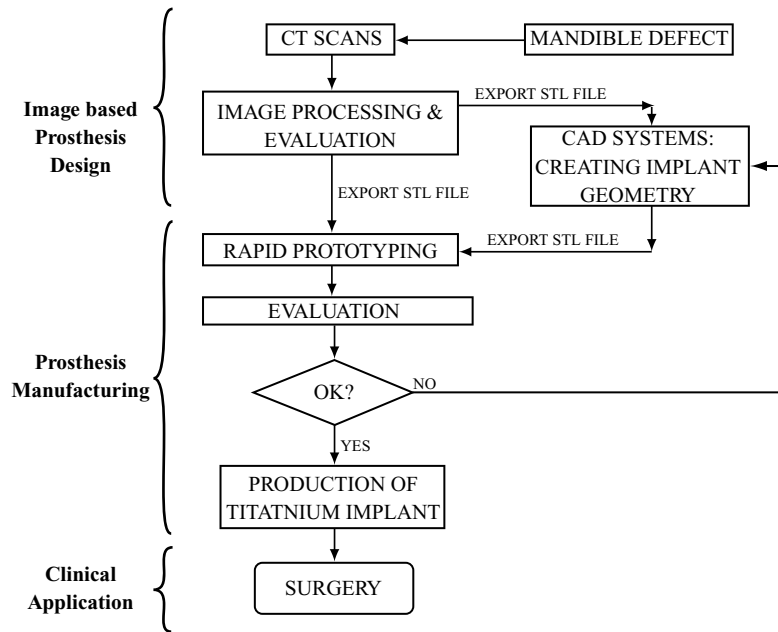 CT SCANS
MANDIBLE DEFECT
Image based
Prosthesis
Design
IMAGE PROCESSING &
EVALUATION
EXPORT STL FILE
CAD SYSTEMS:
CREATING IMPLANT
GEOMETRY
EXPORT STL FILE
RAPID PROTOTYPING
EXPORT STL FILE
EVALUATION
Prosthesis
Manufacturing
OK?
NO
YES
PRODUCTION OF
TITATNIUM IMPLANT
Clinical
Application
SURGERY